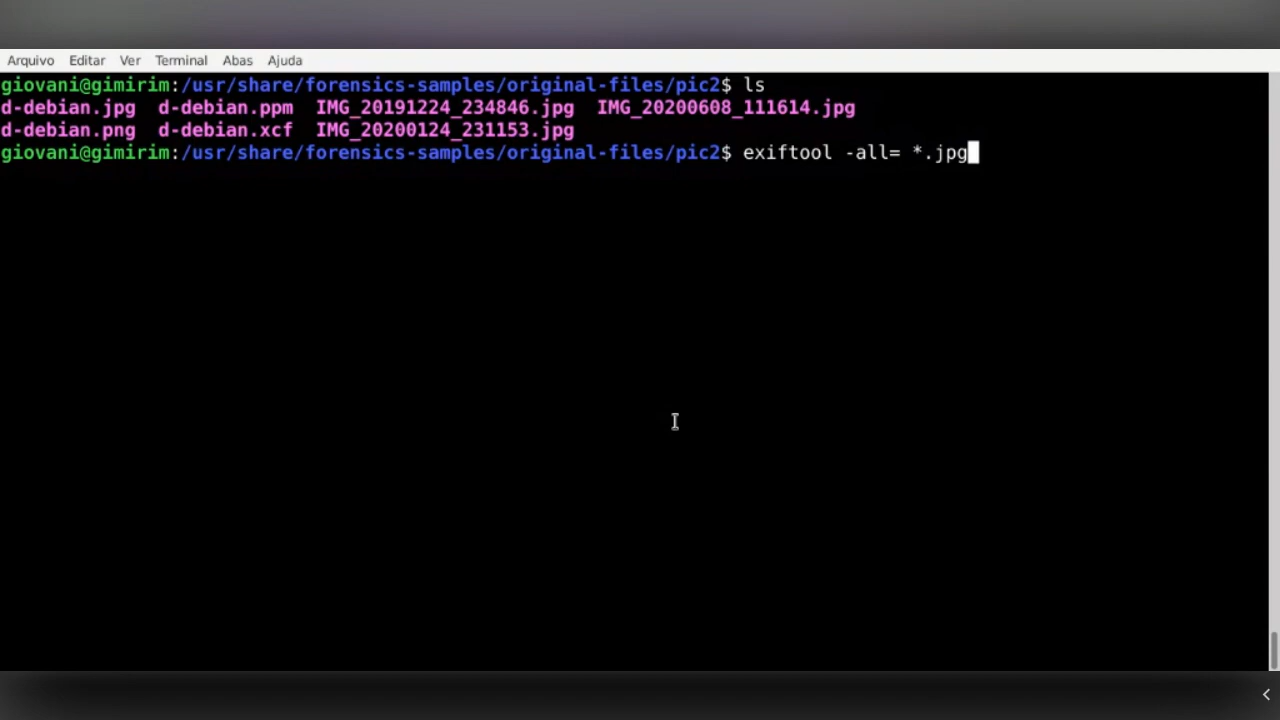 Arquivo Editar Ver Terminal Abas Ajuda
giovani@gimirim:/usr/share/forensics-samples/original-files/pic2$ ls
d-debian.jpg  d-debian.ppm  IMG_20191224_234846.jpg  IMG_20200608_111614.jpg
d-debian.png  d-debian.xcf  IMG_20200124_231153.jpg
giovani@gimirim:/usr/share/forensics-samples/original-files/pic2$ exiftool -all= *.jpg